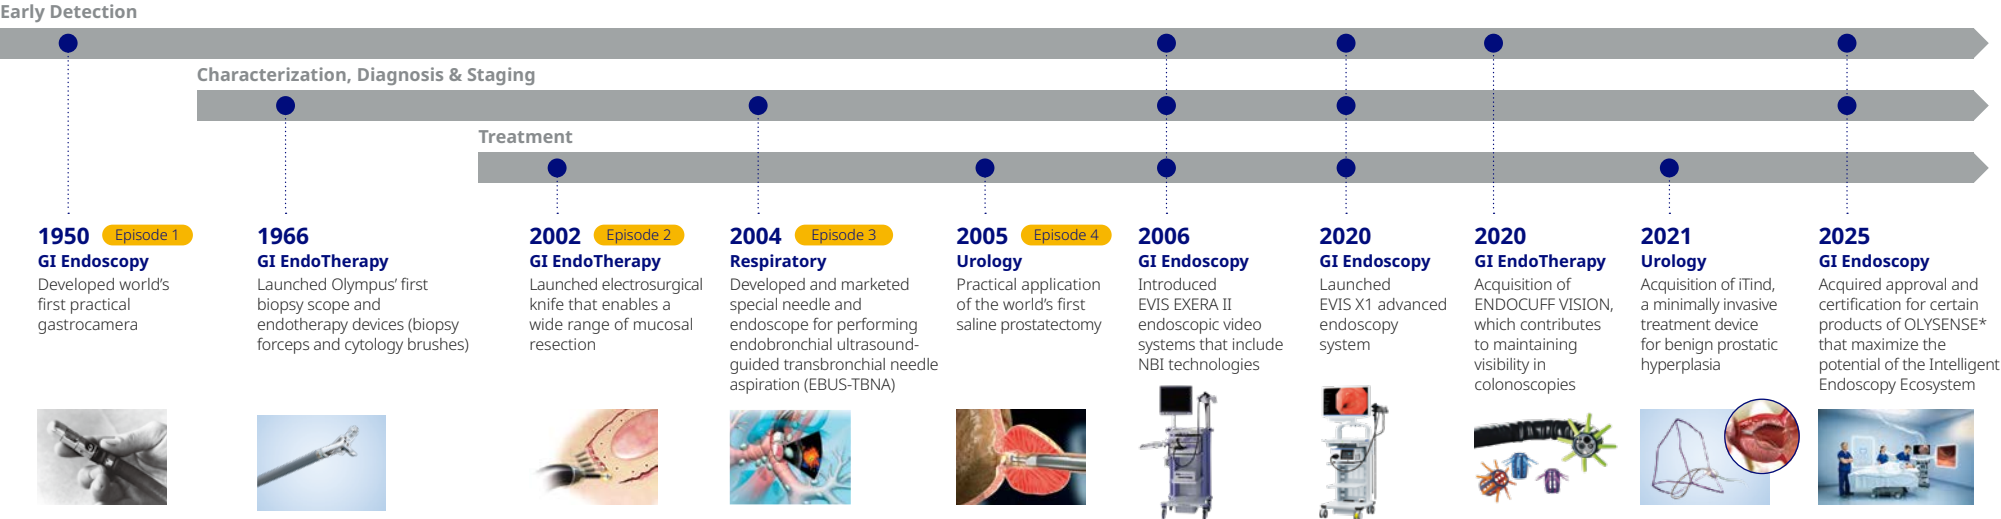 Early Detection
Characterization, Diagnosis & Staging
Treatment
1950 Episode 1
GI Endoscopy
Developed world’s
first practical
gastrocamera
1966
GI EndoTherapy
Launched Olympus’ first
biopsy scope and
endotherapy devices (biopsy
forceps and cytology brushes)
2002 Episode 2
GI EndoTherapy
Launched electrosurgical
knife that enables a
wide range of mucosal
resection
2004 Episode 3
Respiratory
Developed and marketed
special needle and
endoscope for performing
endobronchial ultrasound-
guided transbronchial needle
aspiration (EBUS-TBNA)
2005 Episode 4
Urology
Practical application
of the world’s first
saline prostatectomy
2006
GI Endoscopy
Introduced
EVIS EXERA II
endoscopic video
systems that include
NBI technologies
2020
GI Endoscopy
Launched
EVIS X1 advanced
endoscopy
system
2020
GI EndoTherapy
Acquisition of
ENDOCUFF VISION,
which contributes
to maintaining
visibility in
colonoscopies
2021
Urology
Acquisition of iTind,
a minimally invasive
treatment device
for benign prostatic
hyperplasia
2025
GI Endoscopy
Acquired approval and
certification for certain
products of OLYSENSE*
that maximize the
potential of the Intelligent
Endoscopy Ecosystem